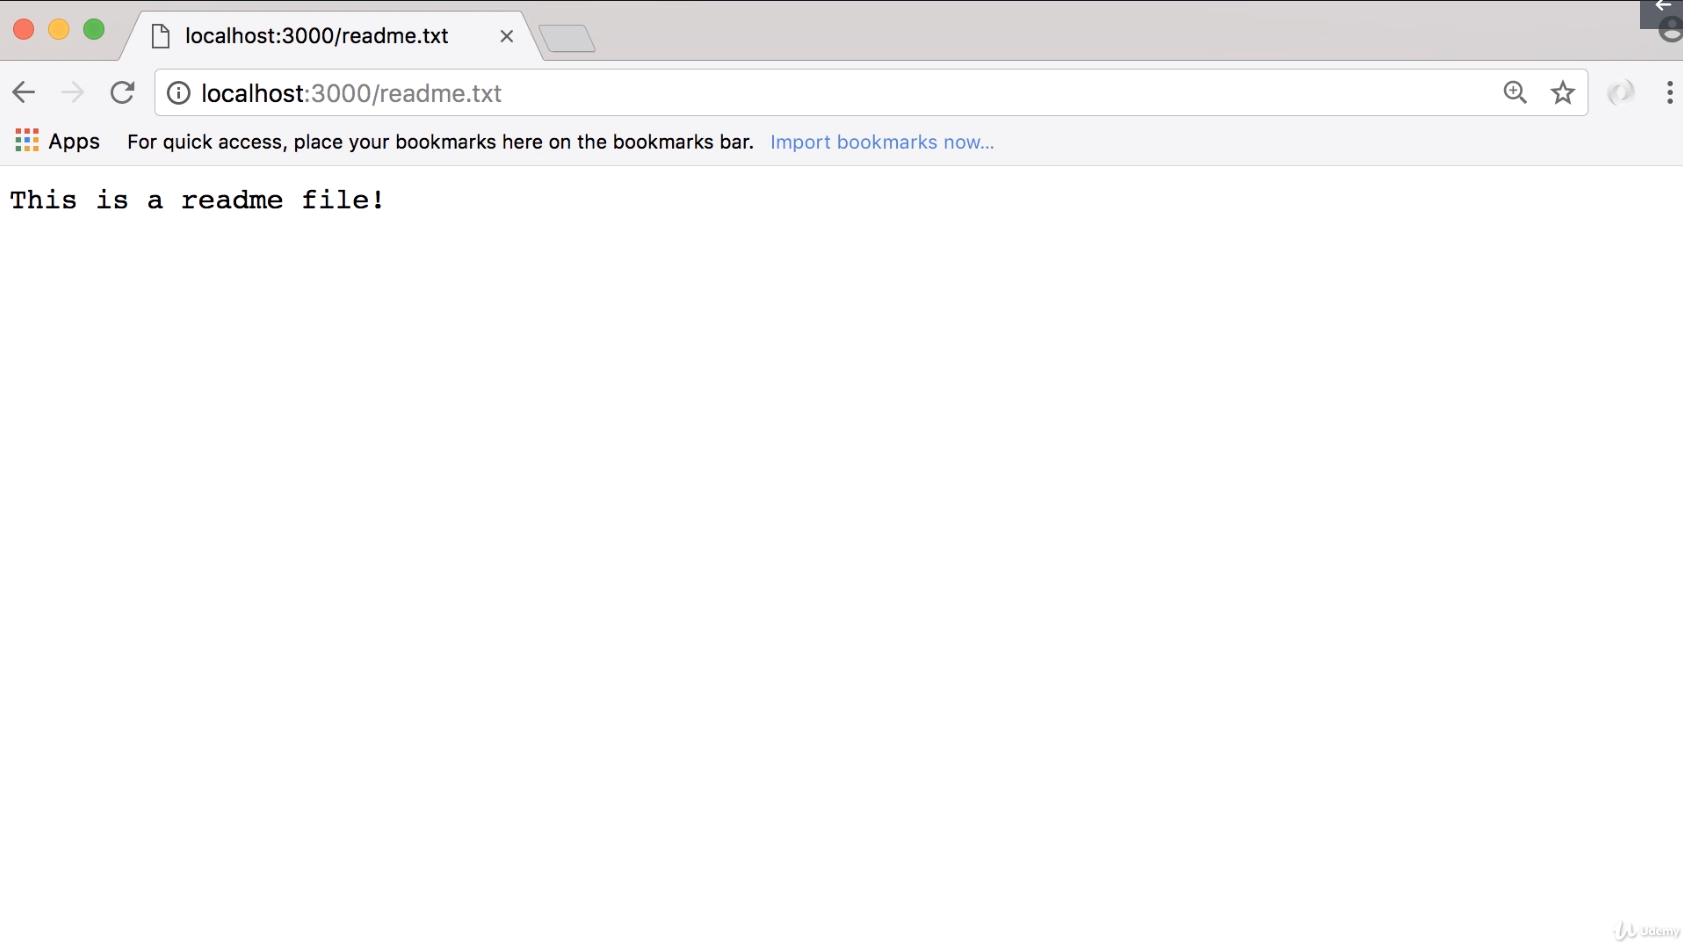 localhost:3000/readme.txt
localhost:3000/readme.txt
Apps For quick access, place your bookmarks here on the bookmarks bar. Import bookmarks now...
This is a readme file!
Udemy